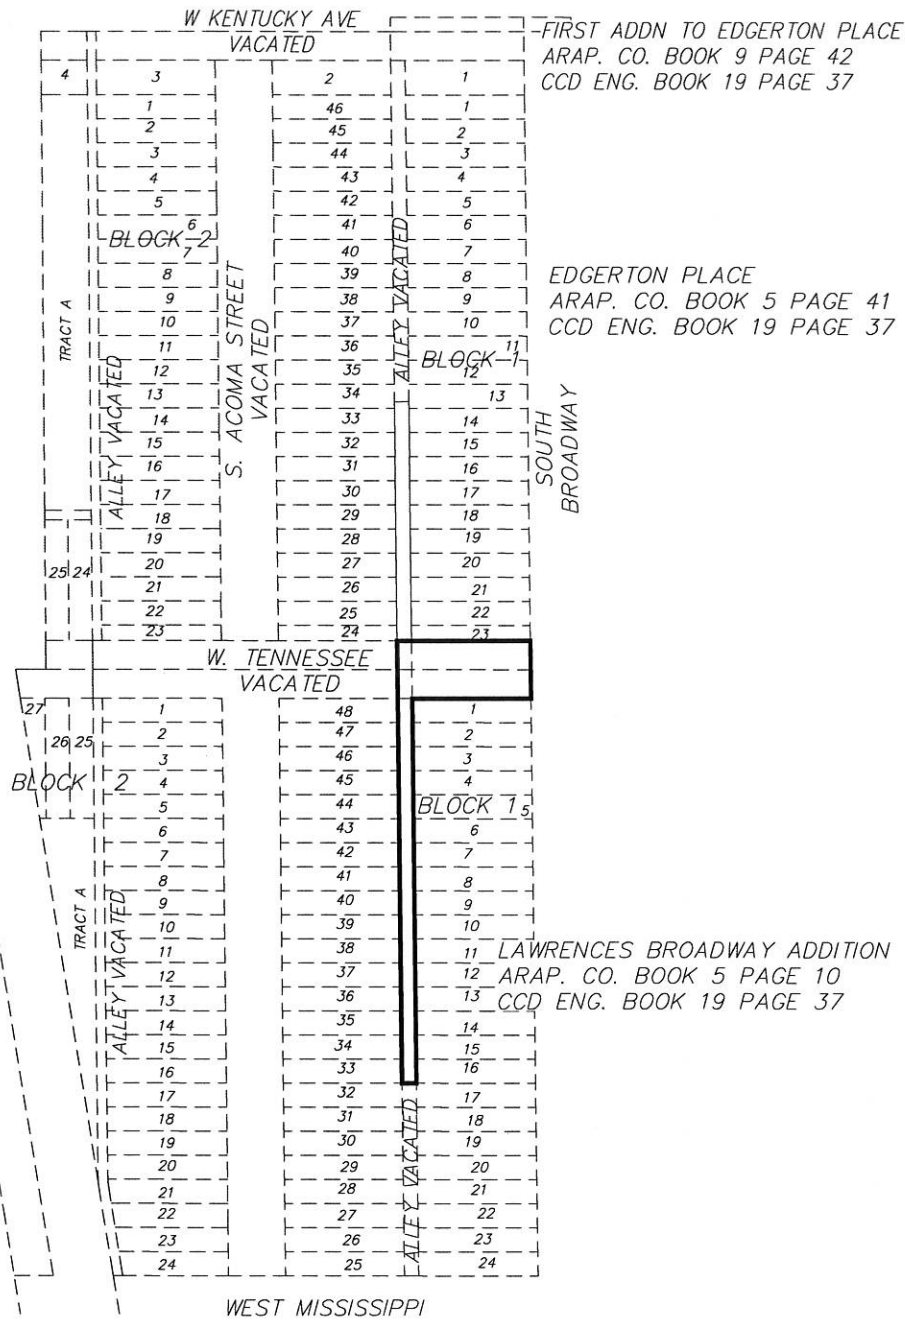 W KENTUCKY AVE
VACATED
FIRST ADDN TO EDGERTON PLACE
ARAP. CO. BOOK 9 PAGE 42
CCD ENG. BOOK 19 PAGE 37
4 3 2 1
1 46 1
2 45 2
3 44 3
4 43 4
5 42 5
6 41 6
BLOCK 2
7 40 7
8 39 8
9 38 9
10 37 10
11 36 11
BLOCK 1
12 35 12
13 34 13
14 33 14
15 32 15
16 31 16
17 30 17
18 29 18
19 28 19
25 24 20 27 20
21 26 21
22 25 22
23 24 23
TRACT A
ALLEY VACATED
S. ACOMA STREET
VACATED
ALLEY VACATED
SOUTH
BROADWAY
EDGERTON PLACE
ARAP. CO. BOOK 5 PAGE 41
CCD ENG. BOOK 19 PAGE 37
W. TENNESSEE
VACATED
27 1 48 1
26 25 2 47 2
3 46 3
BLOCK 2
4 45 4
5 44 BLOCK 1 5
6 43 6
7 42 7
8 41 8
9 40 9
10 39 10
11 38 11
12 37 12
13 36 13
14 35 14
15 34 15
16 33 16
17 32 17
18 31 18
19 30 19
20 29 20
21 28 21
22 27 22
23 26 23
24 25 24
TRACT A
ALLEY VACATED
ALLEY VACATED
LAWRENCES BROADWAY ADDITION
ARAP. CO. BOOK 5 PAGE 10
CCD ENG. BOOK 19 PAGE 37
WEST MISSISSIPPI